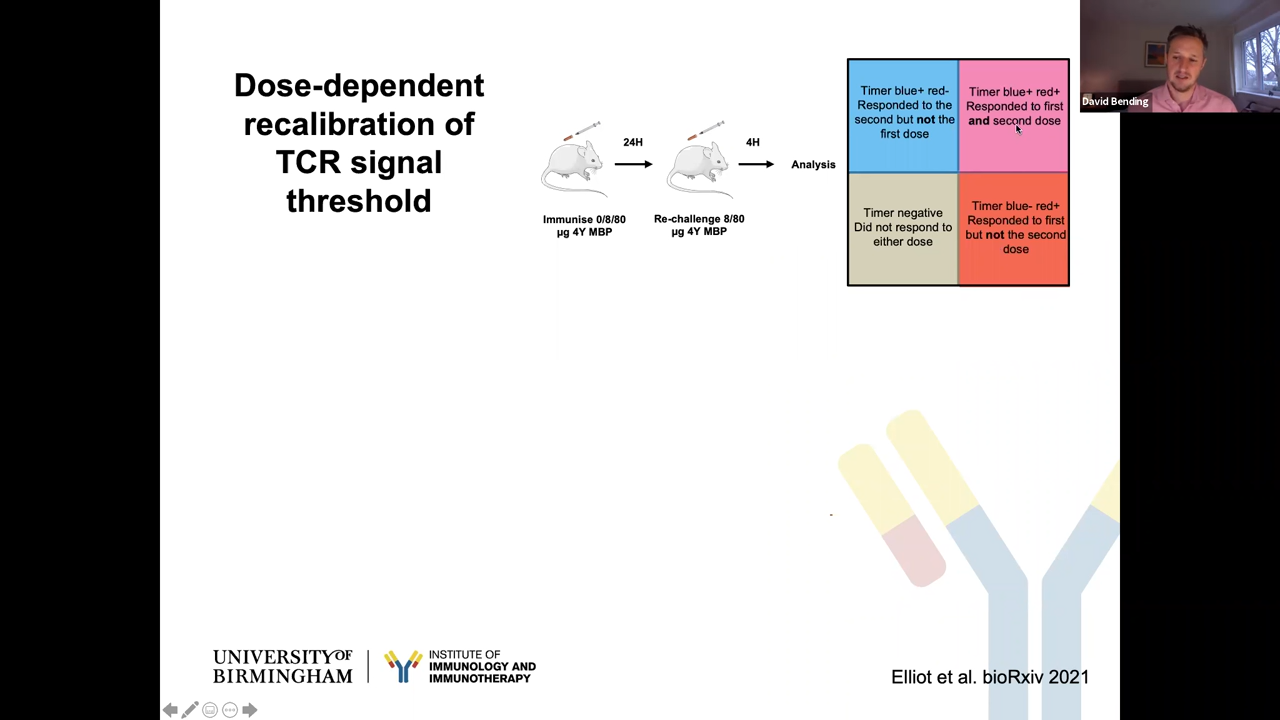 Dose-dependent
recalibration of
TCR signal
threshold
24H
4H
Analysis
Immunise 0/8/80
µg 4Y MBP
Re-challenge 8/80
µg 4Y MBP
Timer blue+ red-
Responded to the
second but not the
first dose
Timer blue+ red+
Responded to first
and second dose
Timer negative
Did not respond to
either dose
Timer blue- red+
Responded to first
but not the second
dose
David Bending
UNIVERSITY OF
BIRMINGHAM
INSTITUTE OF
IMMUNOLOGY AND
IMMUNOTHERAPY
Elliot et al. bioRxiv 2021